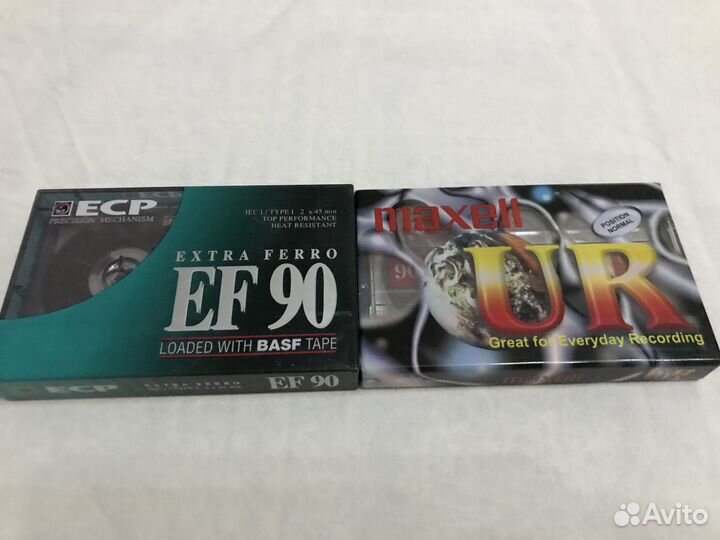 ECP
PRECISION MECHANISM
IEC I / TYPE I 2 x 45 min
TOP PERFORMANCE
HEAT RESISTANT
EXTRA FERRO
EF 90
LOADED WITH BASF TAPE
ECP
EXTRA FERRO
EF 90
maxell
POSITION
NORMAL
90
UR
Great for Everyday Recording
maxell
Avito